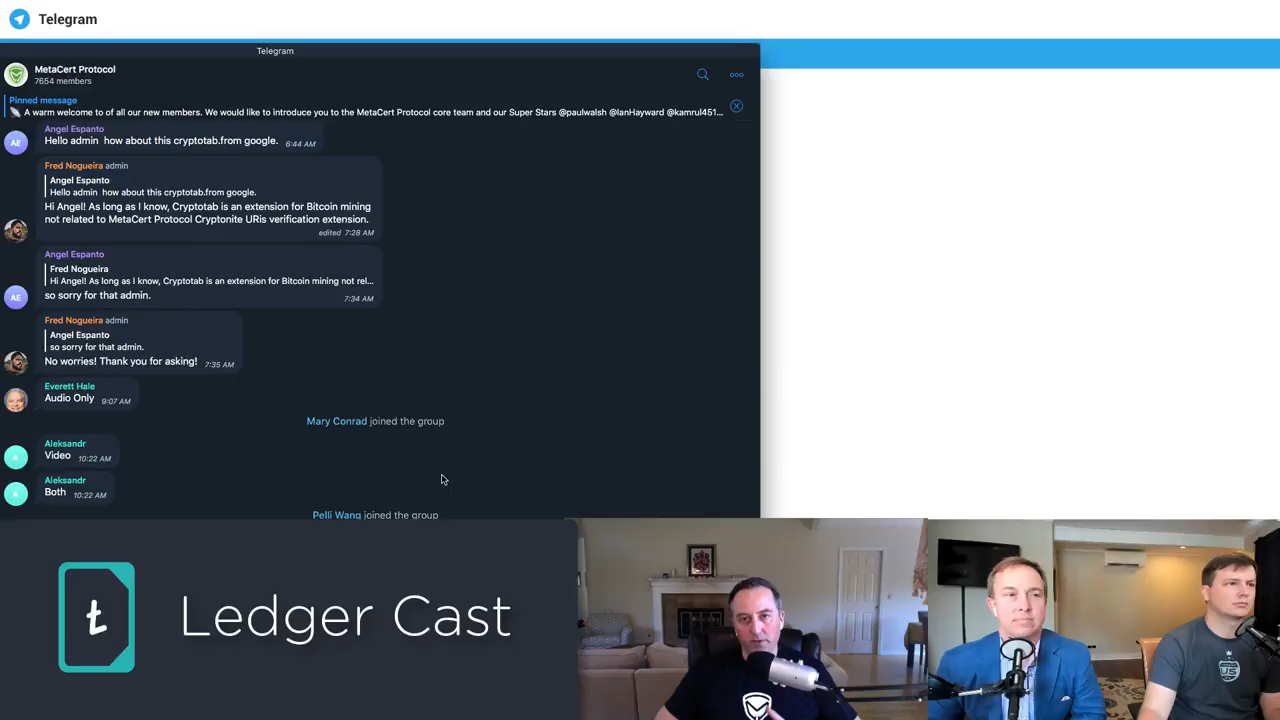 Telegram
Telegram
MetaCert Protocol
7654 members
Pinned message
A warm welcome to of all our new members. We would like to introduce you to the MetaCert Protocol core team and our Super Stars @paulwalsh @IanHayward @kamrul451...
Angel Espanto
AE
Hello admin how about this cryptotab.from google. 6:44 AM
Fred Nogueira admin
Angel Espanto
Hello admin how about this cryptotab.from google.
Hi Angel! As long as I know, Cryptotab is an extension for Bitcoin mining
not related to MetaCert Protocol Cryptonite URIs verification extension.
edited 7:28 AM
Angel Espanto
Fred Nogueira
Hi Angel! As long as I know, Cryptotab is an extension for Bitcoin mining not rel...
AE
so sorry for that admin. 7:34 AM
Fred Nogueira admin
Angel Espanto
so sorry for that admin.
No worries! Thank you for asking! 7:35 AM
Everett Hale
Audio Only 9:07 AM
Mary Conrad joined the group
Aleksandr
A
Video 10:22 AM
Aleksandr
A
Both 10:22 AM
Pelli Wang joined the group
Ledger Cast